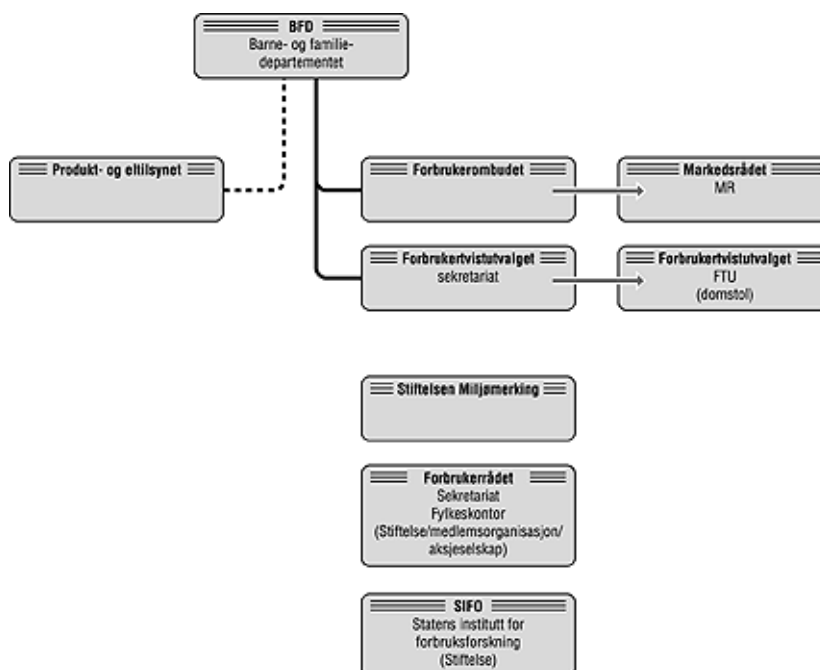 BFD
Barne- og familie-
departementet
Produkt- og eltilsynet
Forbrukerombudet
Markedsrådet
MR
Forbrukertvistutvalget
sekretariat
Forbrukertvistutvalget
FTU
(domstol)
Stiftelsen Miljømerking
Forbrukerrådet
Sekretariat
Fylkeskontor
(Stiftelse/medlemsorganisasjon/
aksjeselskap)
SIFO
Statens institutt for
forbruksforskning
(Stiftelse)